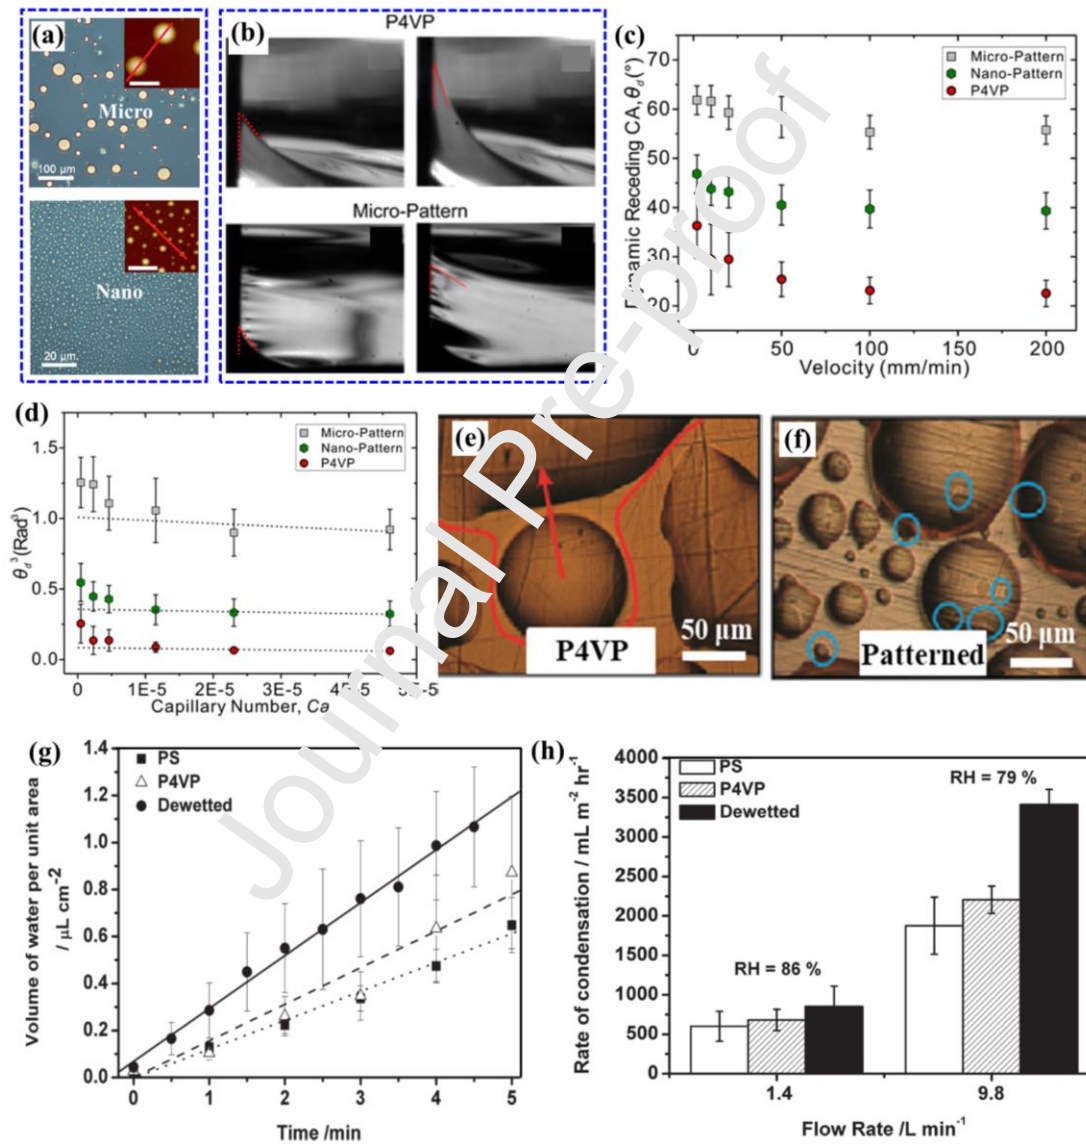 (a)
Micro
100 μm
Nano
20 μm
(b)
P4VP
Micro-Pattern
(c)
Dynamic Receding CA, θd(°)
70
60
50
40
30
20
Micro-Pattern
Nano-Pattern
P4VP
0
50
100
150
200
Velocity (mm/min)
(d)
θd³(Rad³)
1.5
1.0
0.5
0.0
Micro-Pattern
Nano-Pattern
P4VP
0
1E-5
2E-5
3E-5
4E-5
5E-5
Capillary Number, Ca
(e)
P4VP
50 μm
(f)
Patterned
50 μm
Journal Pre-proof
(g)
Volume of water per unit area
/ μL cm⁻²
1.4
1.2
1.0
0.8
0.6
0.4
0.2
0.0
PS
P4VP
Dewetted
0
1
2
3
4
5
Time /min
(h)
Rate of condensation / mL m⁻² hr⁻¹
4000
3500
3000
2500
2000
1500
1000
500
0
PS
P4VP
Dewetted
RH = 79 %
RH = 86 %
1.4
9.8
Flow Rate /L min⁻¹